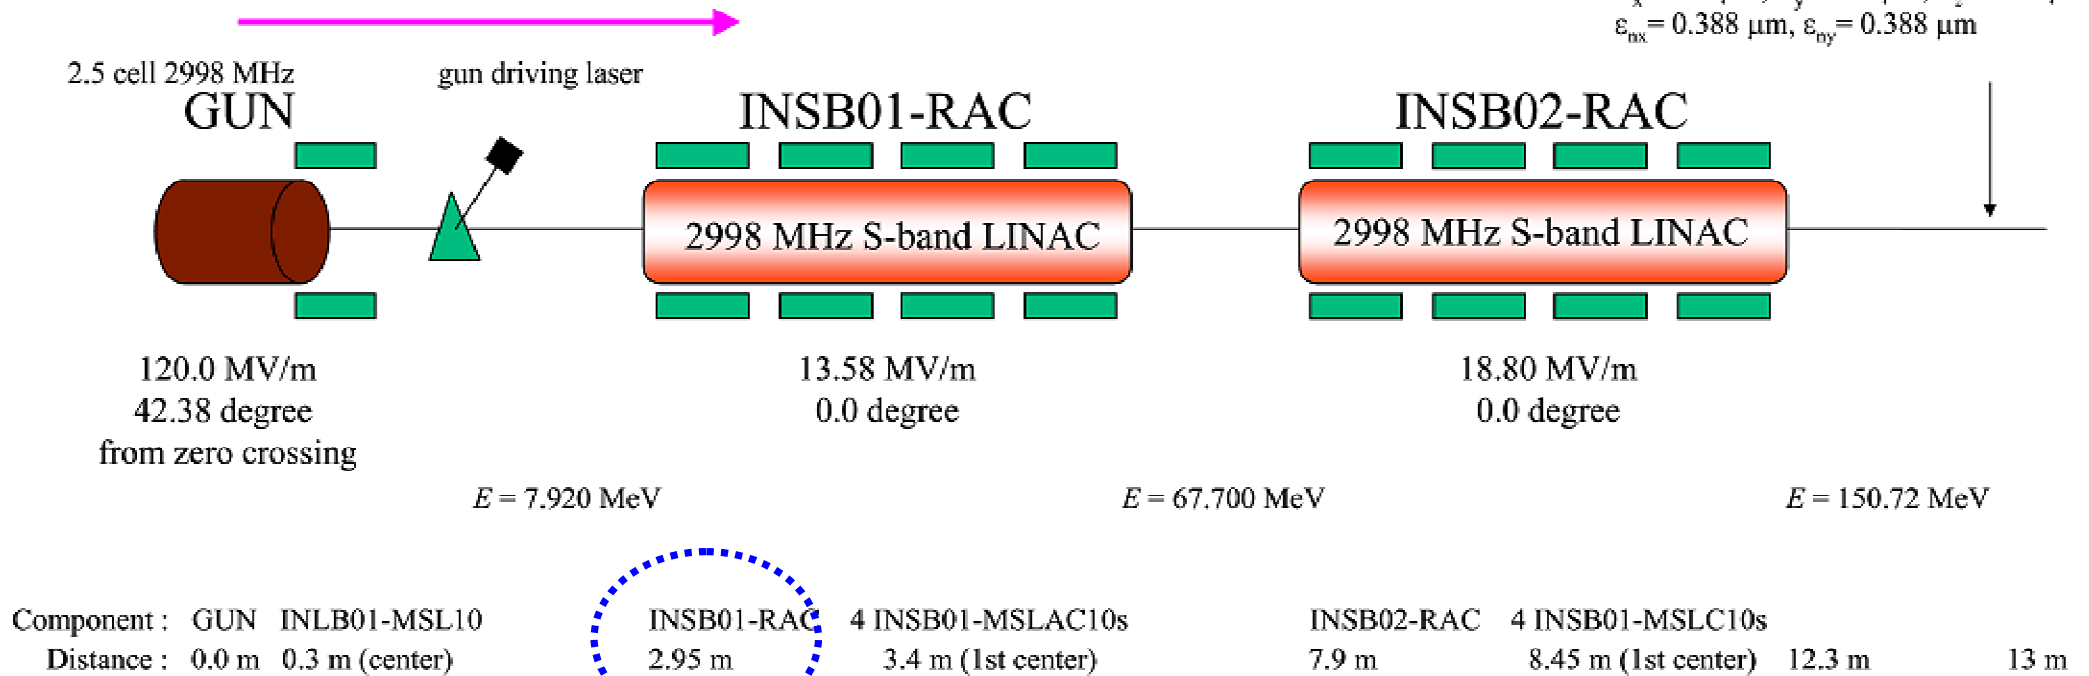 εnx= 0.388 μm, εny= 0.388 μm
2.5 cell 2998 MHz
gun driving laser
GUN
INSB01-RAC
INSB02-RAC
2998 MHz S-band LINAC
2998 MHz S-band LINAC
120.0 MV/m
42.38 degree
from zero crossing
13.58 MV/m
0.0 degree
18.80 MV/m
0.0 degree
E = 7.920 MeV
E = 67.700 MeV
E = 150.72 MeV
Component : GUN INLB01-MSL10 INSB01-RAC 4 INSB01-MSLAC10s INSB02-RAC 4 INSB01-MSLC10s
Distance : 0.0 m 0.3 m (center) 2.95 m 3.4 m (1st center) 7.9 m 8.45 m (1st center) 12.3 m 13 m